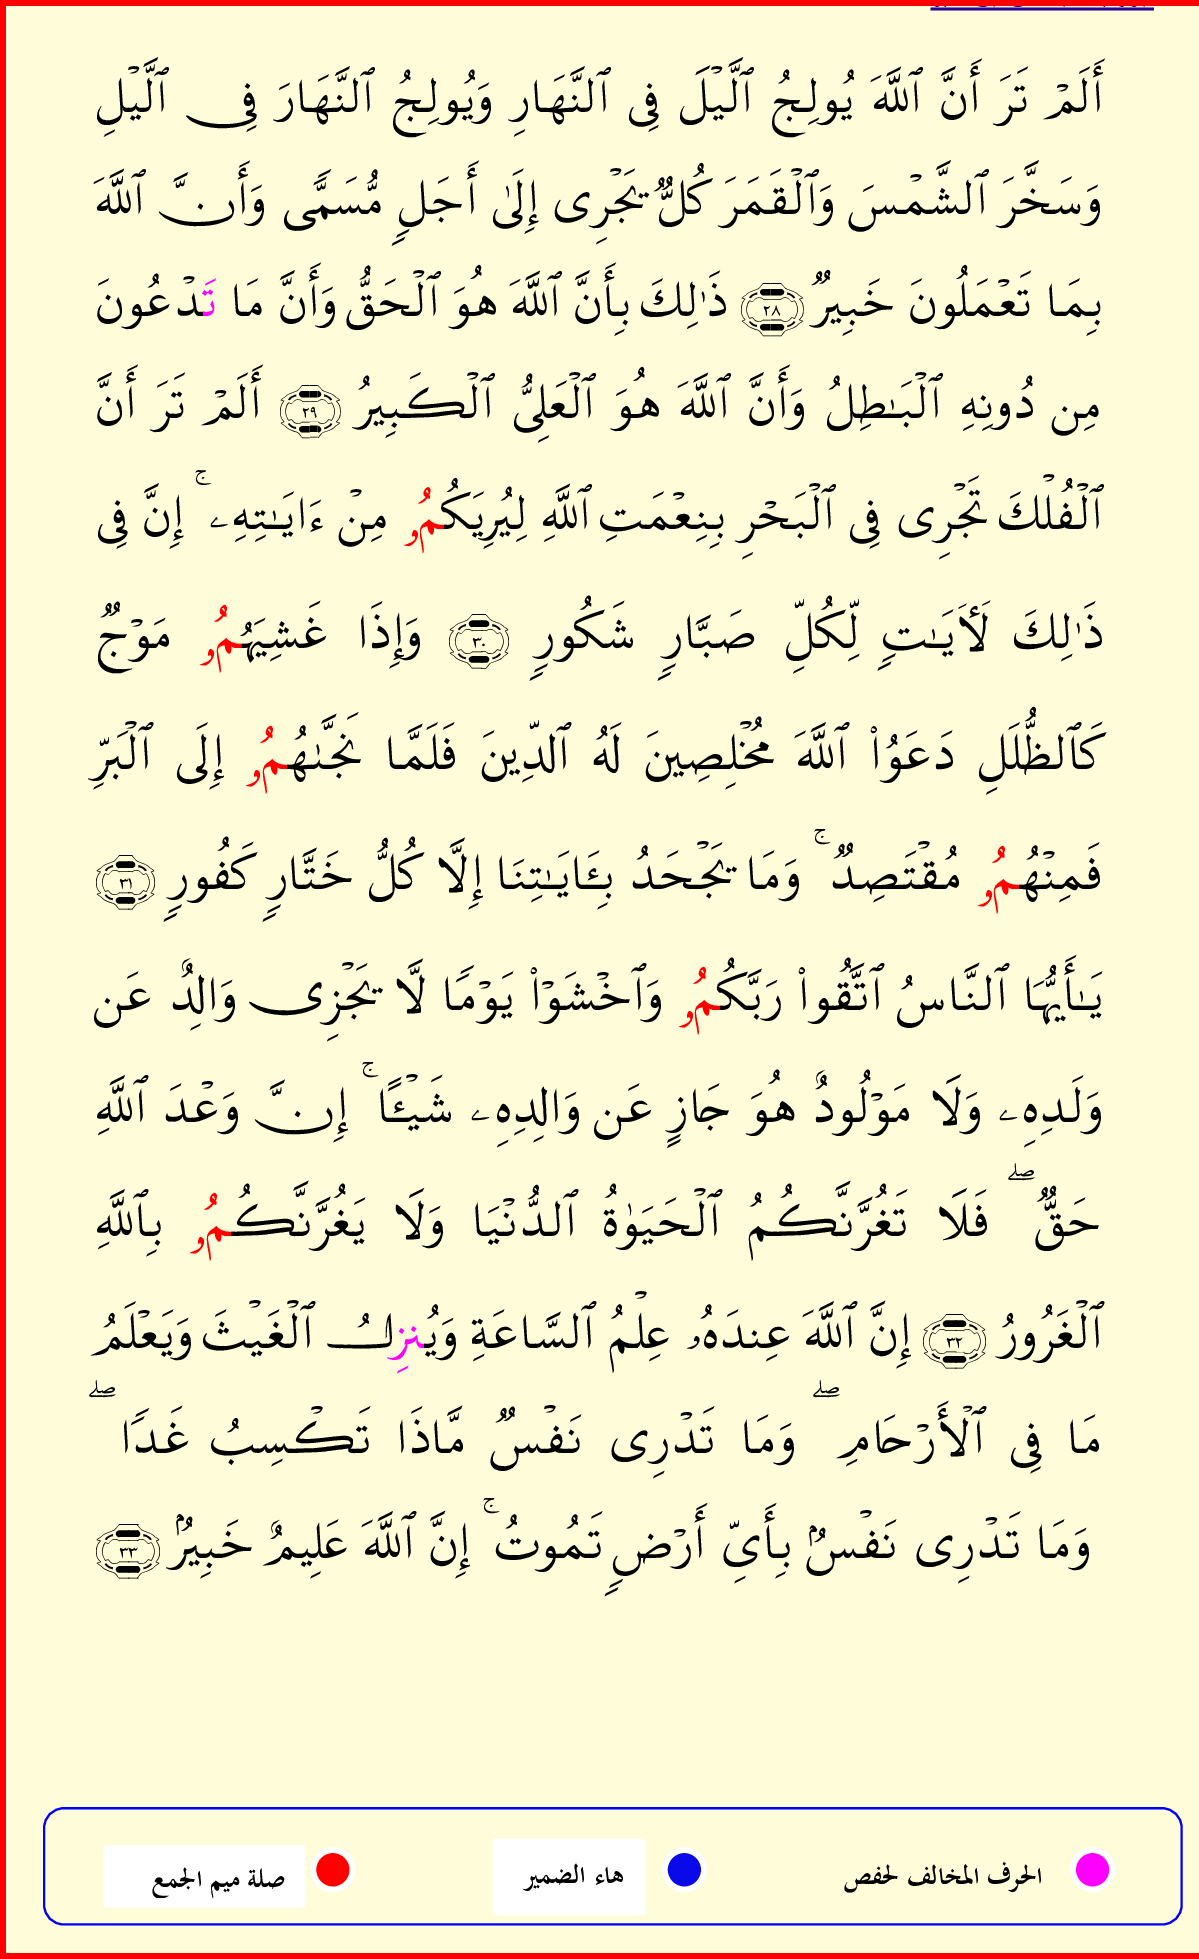 أَلَمْ تَرَ أَنَّ ٱللَّهَ يُولِجُ ٱلَّيْلَ فِى ٱلنَّهَارِ وَيُولِجُ ٱلنَّهَارَ فِى ٱلَّيْلِ
وَسَخَّرَ ٱلشَّمْسَ وَٱلْقَمَرَ كُلٌّ يَجْرِى إِلَىٰ أَجَلٍ مُّسَمًّى وَأَنَّ ٱللَّهَ
بِمَا تَعْمَلُونَ خَبِيرٌ ٢٨ ذَٰلِكَ بِأَنَّ ٱللَّهَ هُوَ ٱلْحَقُّ وَأَنَّ مَا تَدْعُونَ
مِن دُونِهِ ٱلْبَـٰطِلُ وَأَنَّ ٱللَّهَ هُوَ ٱلْعَلِىُّ ٱلْكَبِيرُ ٢٩ أَلَمْ تَرَ أَنَّ
ٱلْفُلْكَ تَجْرِى فِى ٱلْبَحْرِ بِنِعْمَتِ ٱللَّهِ لِيُرِيَكُمُۥ مِنْ ءَايَـٰتِهِۦ ۚ إِنَّ فِى
ذَٰلِكَ لَأَيَـٰتٍ لِّكُلِّ صَبَّارٍ شَكُورٍ ٣٠ وَإِذَا غَشِيَهُمُۥ مَوْجٌ
كَٱلظُّلَلِ دَعَوُا۟ ٱللَّهَ مُخْلِصِينَ لَهُ ٱلدِّينَ فَلَمَّا نَجَّىٰهُمُۥ إِلَى ٱلْبَرِّ
فَمِنْهُمُۥ مُقْتَصِدٌ ۚ وَمَا يَجْحَدُ بِـَٔايَـٰتِنَا إِلَّا كُلُّ خَتَّارٍ كَفُورٍ ٣١
يَـٰأَيُّهَا ٱلنَّاسُ ٱتَّقُوا۟ رَبَّكُمُۥ وَٱخْشَوْا۟ يَوْمًا لَّا يَجْزِى وَالِدٌ عَن
وَلَدِهِۦ وَلَا مَوْلُودٌ هُوَ جَازٍ عَن وَالِدِهِۦ شَيْـًٔا ۚ إِنَّ وَعْدَ ٱللَّهِ
حَقٌّ ۖ فَلَا تَغُرَّنَّكُمُ ٱلْحَيَوٰةُ ٱلدُّنْيَا وَلَا يَغُرَّنَّكُمُۥ بِٱللَّهِ
ٱلْغَرُورُ ٣٢ إِنَّ ٱللَّهَ عِندَهُۥ عِلْمُ ٱلسَّاعَةِ وَيُنزِلُ ٱلْغَيْثَ وَيَعْلَمُ
مَا فِى ٱلْأَرْحَامِ ۖ وَمَا تَدْرِى نَفْسٌ مَّاذَا تَكْسِبُ غَدًا ۖ
وَمَا تَدْرِى نَفْسٌ بِأَىِّ أَرْضٍ تَمُوتُ ۚ إِنَّ ٱللَّهَ عَلِيمٌ خَبِيرٌ ٣٣
الحرف المخالف لحفص هاء الضمير صلة ميم الجمع